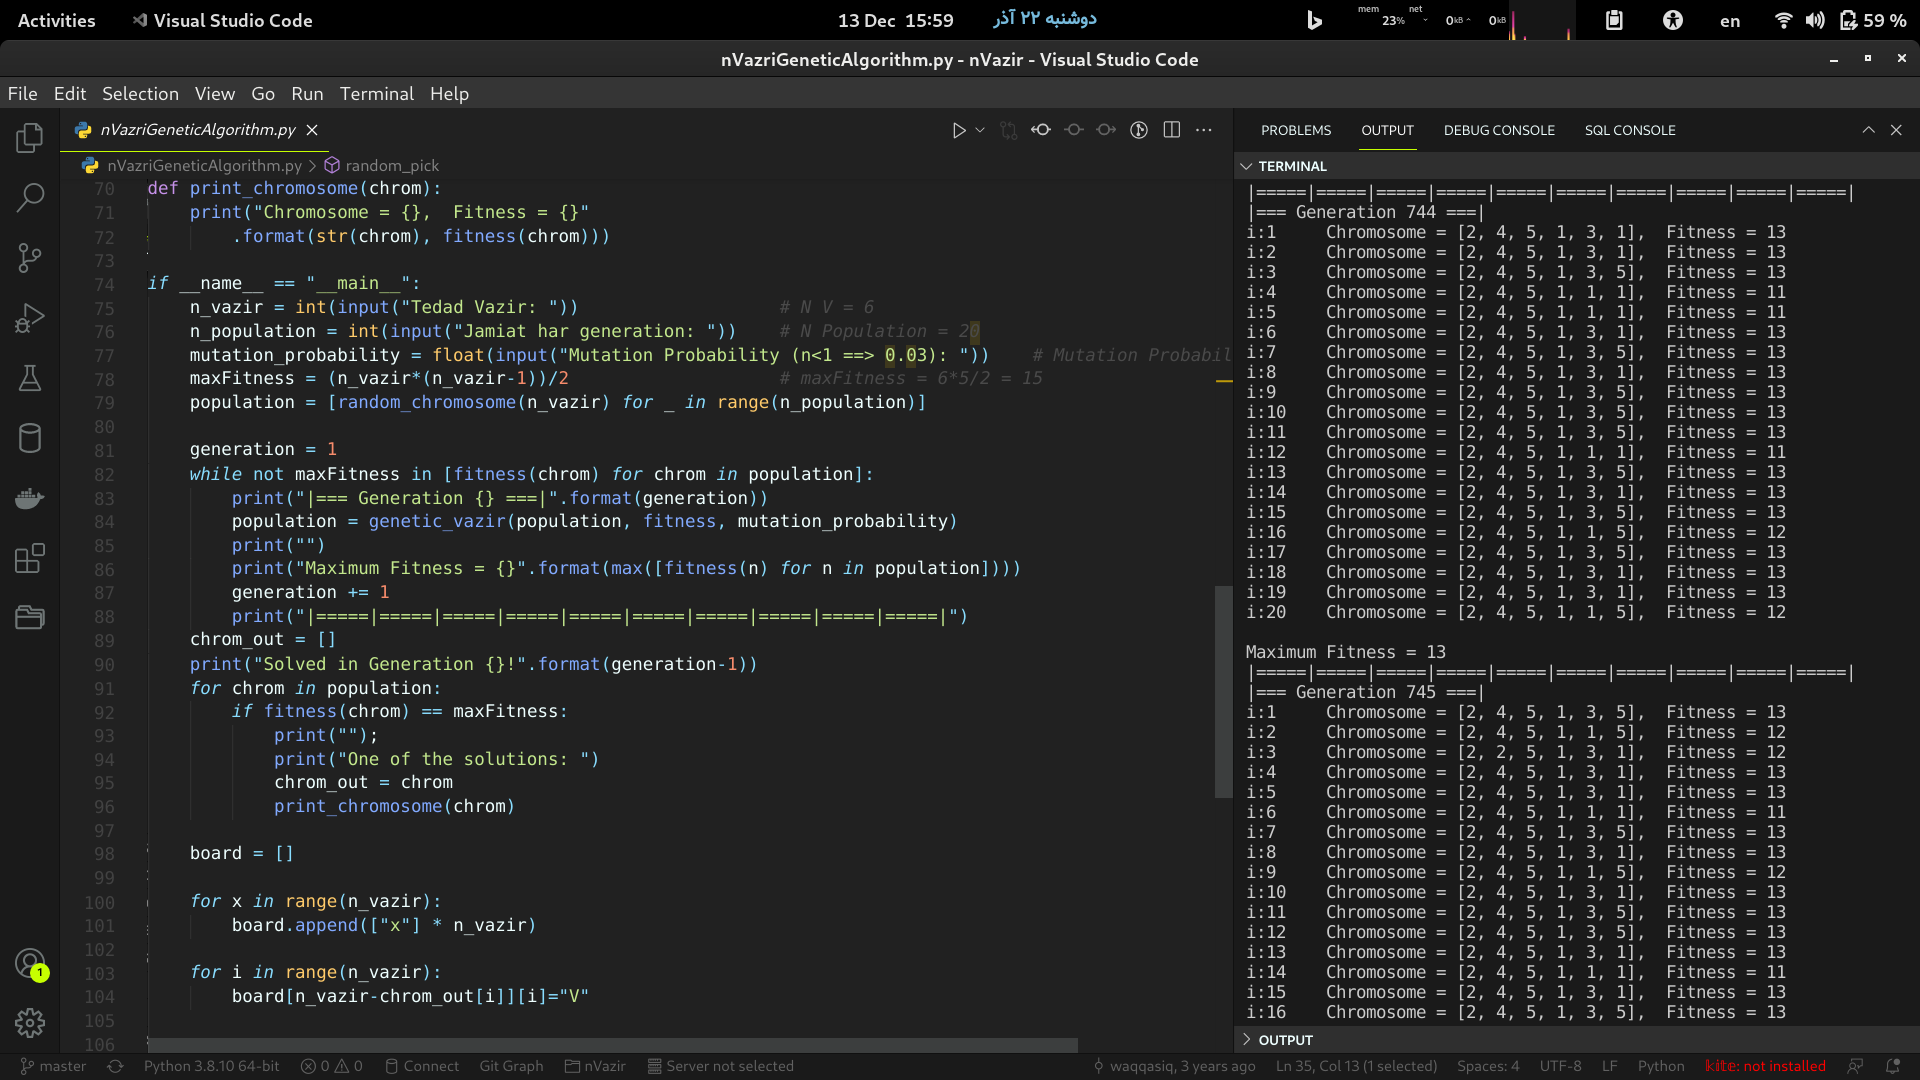 Activities
Visual Studio Code
13 Dec 15:59
دوشنبه ۲۲ آذر
mem 23%
net 0kB 0kB
en
59 %
nVazriGeneticAlgorithm.py - nVazir - Visual Studio Code
File Edit Selection View Go Run Terminal Help
nVazriGeneticAlgorithm.py
nVazriGeneticAlgorithm.py > random_pick
70 def print_chromosome(chrom):
71     print("Chromosome = {},  Fitness = {}"
72         .format(str(chrom), fitness(chrom)))
73
74 if __name__ == "__main__":
75     n_vazir = int(input("Tedad Vazir: "))                   # N V = 6
76     n_population = int(input("Jamiat har generation: "))    # N Population = 20
77     mutation_probability = float(input("Mutation Probability (n<1 ==> 0.03): "))    # Mutation Probabil
78     maxFitness = (n_vazir*(n_vazir-1))/2                    # maxFitness = 6*5/2 = 15
79     population = [random_chromosome(n_vazir) for _ in range(n_population)]
80
81     generation = 1
82     while not maxFitness in [fitness(chrom) for chrom in population]:
83         print("|=== Generation {} ===|".format(generation))
84         population = genetic_vazir(population, fitness, mutation_probability)
85         print("")
86         print("Maximum Fitness = {}".format(max([fitness(n) for n in population])))
87         generation += 1
88         print("|=====|=====|=====|=====|=====|=====|=====|=====|=====|=====|")
89     chrom_out = []
90     print("Solved in Generation {}!".format(generation-1))
91     for chrom in population:
92         if fitness(chrom) == maxFitness:
93             print("");
94             print("One of the solutions: ")
95             chrom_out = chrom
96             print_chromosome(chrom)
97
98     board = []
99
100     for x in range(n_vazir):
101         board.append(["x"] * n_vazir)
102
103     for i in range(n_vazir):
104         board[n_vazir-chrom_out[i]][i]="V"
105
106
PROBLEMS OUTPUT DEBUG CONSOLE SQL CONSOLE
TERMINAL
|=====|=====|=====|=====|=====|=====|=====|=====|=====|=====|
|=== Generation 744 ===|
i:1     Chromosome = [2, 4, 5, 1, 3, 1],  Fitness = 13
i:2     Chromosome = [2, 4, 5, 1, 3, 1],  Fitness = 13
i:3     Chromosome = [2, 4, 5, 1, 3, 5],  Fitness = 13
i:4     Chromosome = [2, 4, 5, 1, 1, 1],  Fitness = 11
i:5     Chromosome = [2, 4, 5, 1, 1, 1],  Fitness = 11
i:6     Chromosome = [2, 4, 5, 1, 3, 1],  Fitness = 13
i:7     Chromosome = [2, 4, 5, 1, 3, 5],  Fitness = 13
i:8     Chromosome = [2, 4, 5, 1, 3, 1],  Fitness = 13
i:9     Chromosome = [2, 4, 5, 1, 3, 5],  Fitness = 13
i:10    Chromosome = [2, 4, 5, 1, 3, 5],  Fitness = 13
i:11    Chromosome = [2, 4, 5, 1, 3, 5],  Fitness = 13
i:12    Chromosome = [2, 4, 5, 1, 1, 1],  Fitness = 11
i:13    Chromosome = [2, 4, 5, 1, 3, 5],  Fitness = 13
i:14    Chromosome = [2, 4, 5, 1, 3, 1],  Fitness = 13
i:15    Chromosome = [2, 4, 5, 1, 3, 5],  Fitness = 13
i:16    Chromosome = [2, 4, 5, 1, 1, 5],  Fitness = 12
i:17    Chromosome = [2, 4, 5, 1, 3, 5],  Fitness = 13
i:18    Chromosome = [2, 4, 5, 1, 3, 1],  Fitness = 13
i:19    Chromosome = [2, 4, 5, 1, 3, 1],  Fitness = 13
i:20    Chromosome = [2, 4, 5, 1, 1, 5],  Fitness = 12
Maximum Fitness = 13
|=====|=====|=====|=====|=====|=====|=====|=====|=====|=====|
|=== Generation 745 ===|
i:1     Chromosome = [2, 4, 5, 1, 3, 5],  Fitness = 13
i:2     Chromosome = [2, 4, 5, 1, 1, 5],  Fitness = 12
i:3     Chromosome = [2, 2, 5, 1, 3, 1],  Fitness = 12
i:4     Chromosome = [2, 4, 5, 1, 3, 1],  Fitness = 13
i:5     Chromosome = [2, 4, 5, 1, 3, 1],  Fitness = 13
i:6     Chromosome = [2, 4, 5, 1, 1, 1],  Fitness = 11
i:7     Chromosome = [2, 4, 5, 1, 3, 5],  Fitness = 13
i:8     Chromosome = [2, 4, 5, 1, 3, 1],  Fitness = 13
i:9     Chromosome = [2, 4, 5, 1, 1, 5],  Fitness = 12
i:10    Chromosome = [2, 4, 5, 1, 3, 1],  Fitness = 13
i:11    Chromosome = [2, 4, 5, 1, 3, 5],  Fitness = 13
i:12    Chromosome = [2, 4, 5, 1, 3, 5],  Fitness = 13
i:13    Chromosome = [2, 4, 5, 1, 3, 1],  Fitness = 13
i:14    Chromosome = [2, 4, 5, 1, 1, 1],  Fitness = 11
i:15    Chromosome = [2, 4, 5, 1, 3, 1],  Fitness = 13
i:16    Chromosome = [2, 4, 5, 1, 3, 5],  Fitness = 13
OUTPUT
1
master Python 3.8.10 64-bit 0 0 Connect Git Graph nVazir Server not selected waqqasiq, 3 years ago Ln 35, Col 13 (1 selected) Spaces: 4 UTF-8 LF Python kite: not installed